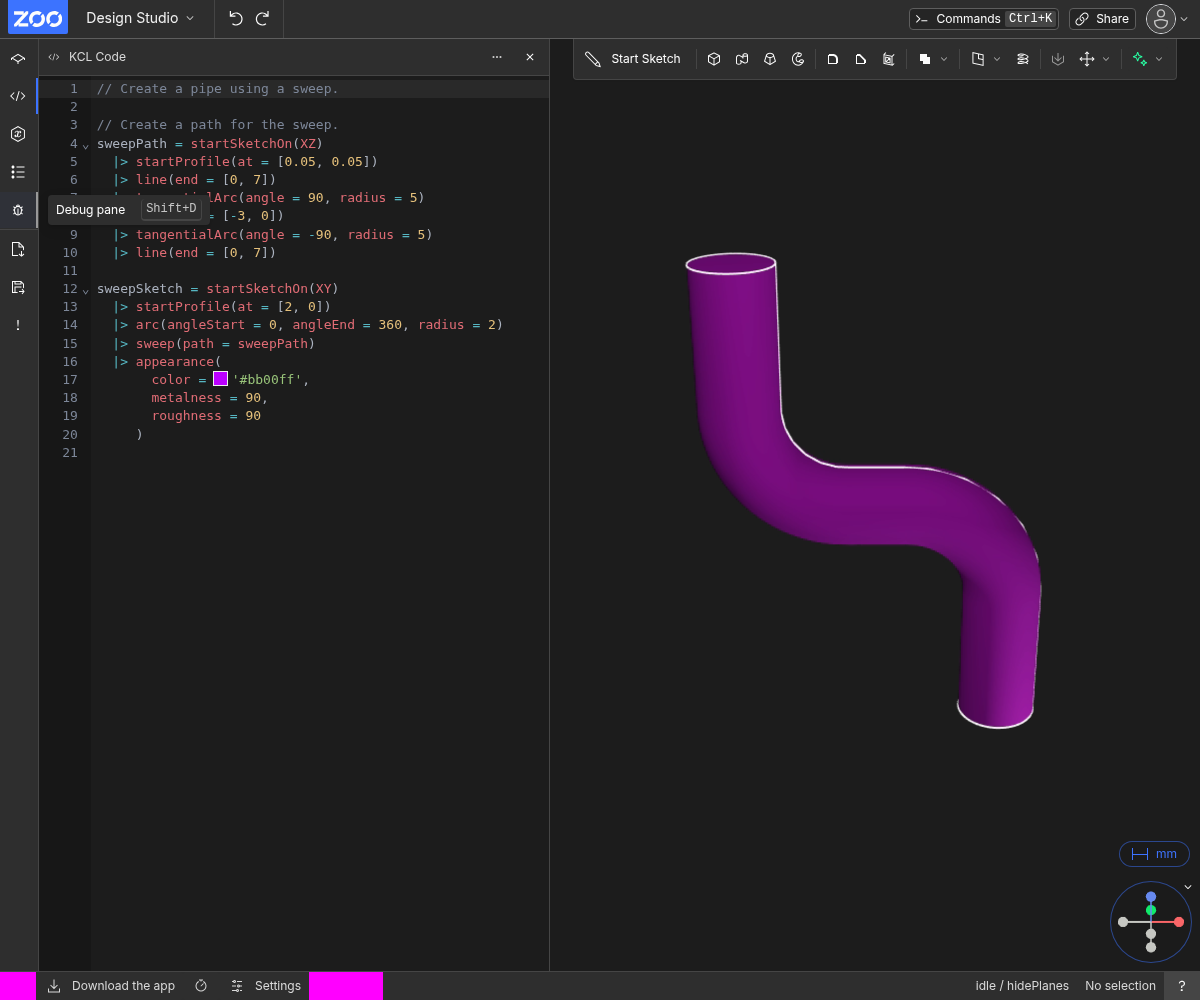 ZOO Design Studio Commands Ctrl+K Share
KCL Code
Start Sketch
1 // Create a pipe using a sweep.
2
3 // Create a path for the sweep.
4 sweepPath = startSketchOn(XZ)
5 |> startProfile(at = [0.05, 0.05])
6 |> line(end = [0, 7])
Arc(angle = 90, radius = 5)
Debug pane Shift+D
= [-3, 0])
9 |> tangentialArc(angle = -90, radius = 5)
10 |> line(end = [0, 7])
11
12 sweepSketch = startSketchOn(XY)
13 |> startProfile(at = [2, 0])
14 |> arc(angleStart = 0, angleEnd = 360, radius = 2)
15 |> sweep(path = sweepPath)
16 |> appearance(
17 color = '#bb00ff',
18 metalness = 90,
19 roughness = 90
20 )
21
mm
Download the app Settings idle / hidePlanes No selection ?